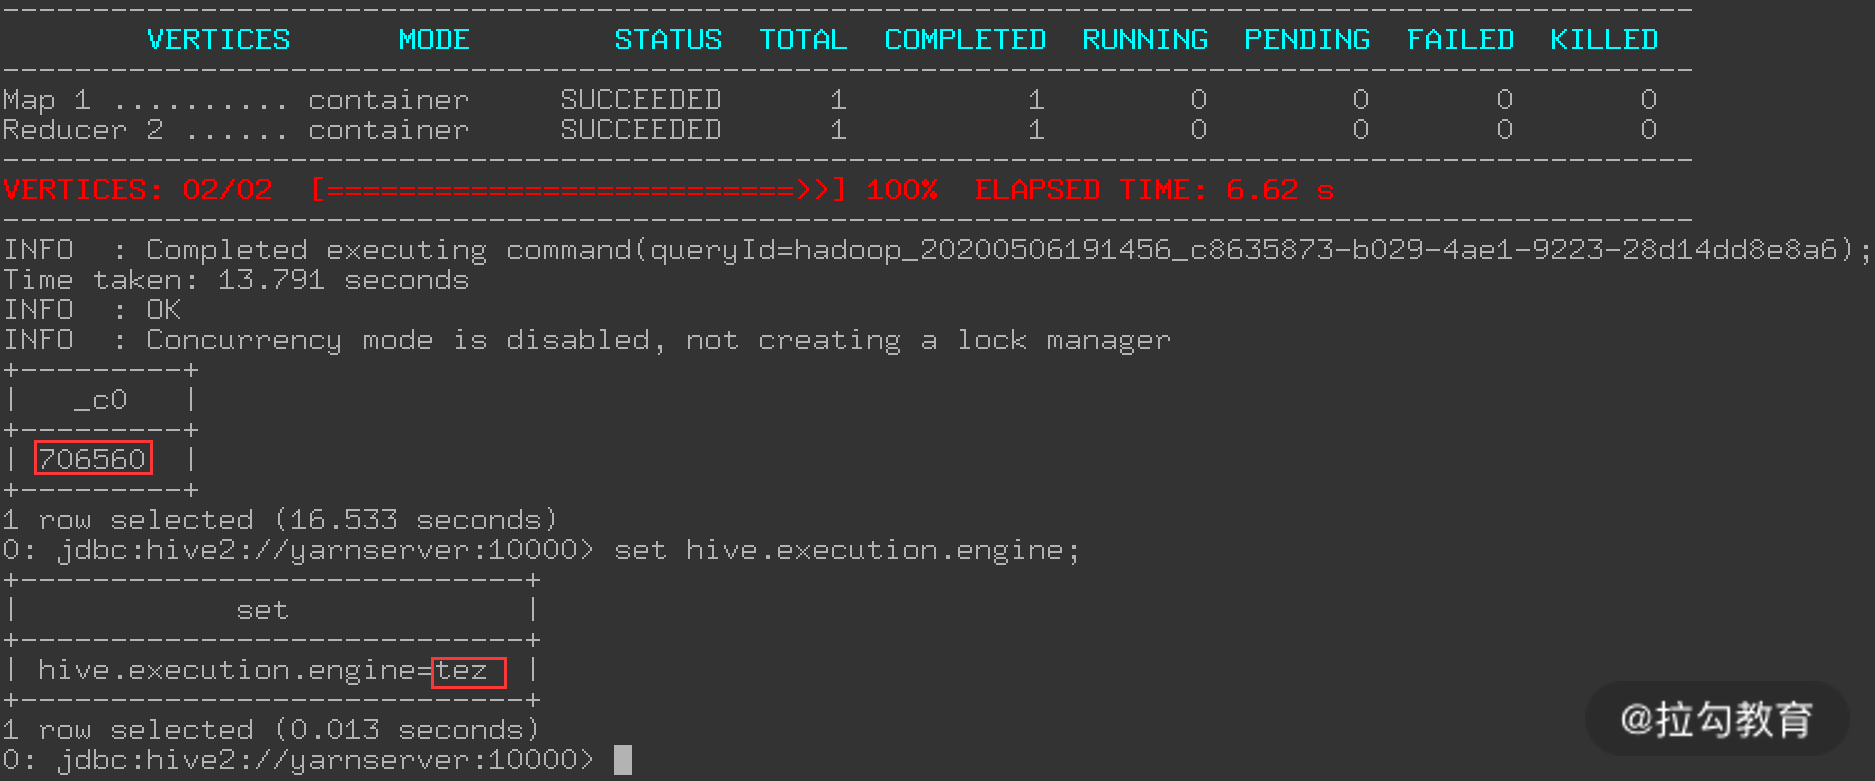 ----------------------------------------------------------------------------------------------
        VERTICES      MODE        STATUS  TOTAL  COMPLETED  RUNNING  PENDING  FAILED  KILLED
----------------------------------------------------------------------------------------------
Map 1 .......... container     SUCCEEDED      1          1        0        0       0       0
Reducer 2 ...... container     SUCCEEDED      1          1        0        0       0       0
----------------------------------------------------------------------------------------------
VERTICES: 02/02  [==========================>>] 100%  ELAPSED TIME: 6.62 s
----------------------------------------------------------------------------------------------
INFO  : Completed executing command(queryId=hadoop_20200506191456_c8635873-b029-4ae1-9223-28d14dd8e8a6);
Time taken: 13.791 seconds
INFO  : OK
INFO  : Concurrency mode is disabled, not creating a lock manager
+---------+
|   _c0   |
+---------+
| 706560  |
+---------+
1 row selected (16.533 seconds)
0: jdbc:hive2://yarnserver:10000> set hive.execution.engine;
+----------------------------+
|            set             |
+----------------------------+
| hive.execution.engine=tez  |
+----------------------------+
1 row selected (0.013 seconds)
0: jdbc:hive2://yarnserver:10000>
@拉勾教育